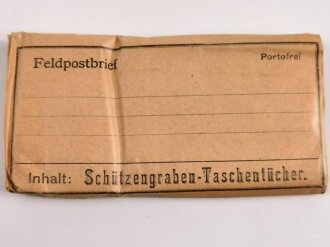 Feldpostbrief Portofrei
Inhalt: Schützengraben-Taschentücher.